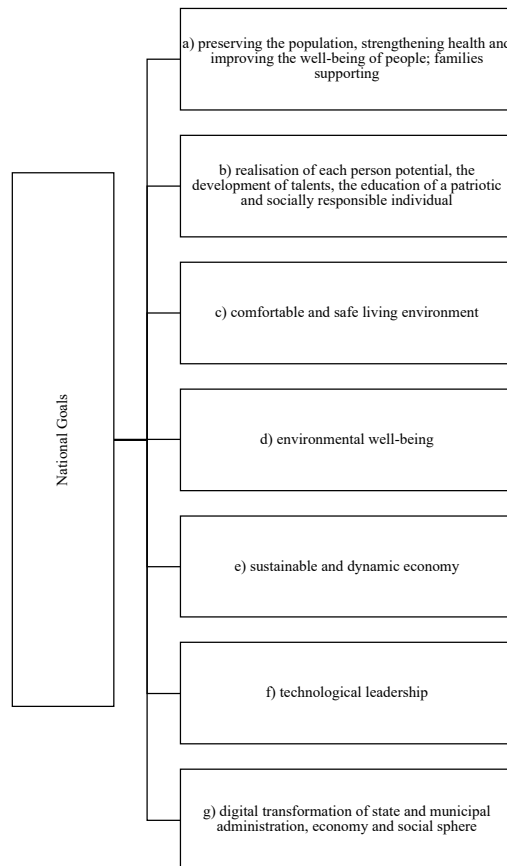 a) preserving the population, strengthening health and
improving the well-being of people; families
supporting
b) realisation of each person potential, the
development of talents, the education of a patriotic
and socially responsible individual
c) comfortable and safe living environment
National Goals
d) environmental well-being
e) sustainable and dynamic economy
f) technological leadership
g) digital transformation of state and municipal
administration, economy and social sphere